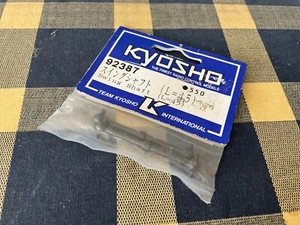 KYOSHO
THE FINEST RADIO CONTROL MODELS
92387
550
スイングシャフト
Swing Shaft
TEAM KYOSHO
K
INTERNATIONAL